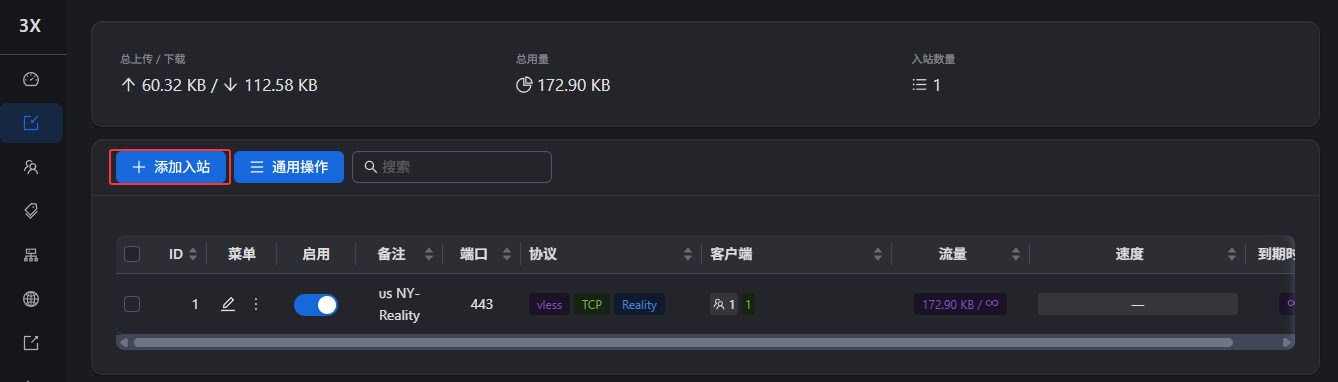 3X
总上传 / 下载
总用量
入站数量
60.32 KB / 112.58 KB
172.90 KB
1
添加入站
通用操作
搜索
ID
菜单
启用
备注
端口
协议
客户端
流量
速度
到期时
1
us NY-
Reality
443
vless
TCP
Reality
1
1
172.90 KB / ∞
—
∞